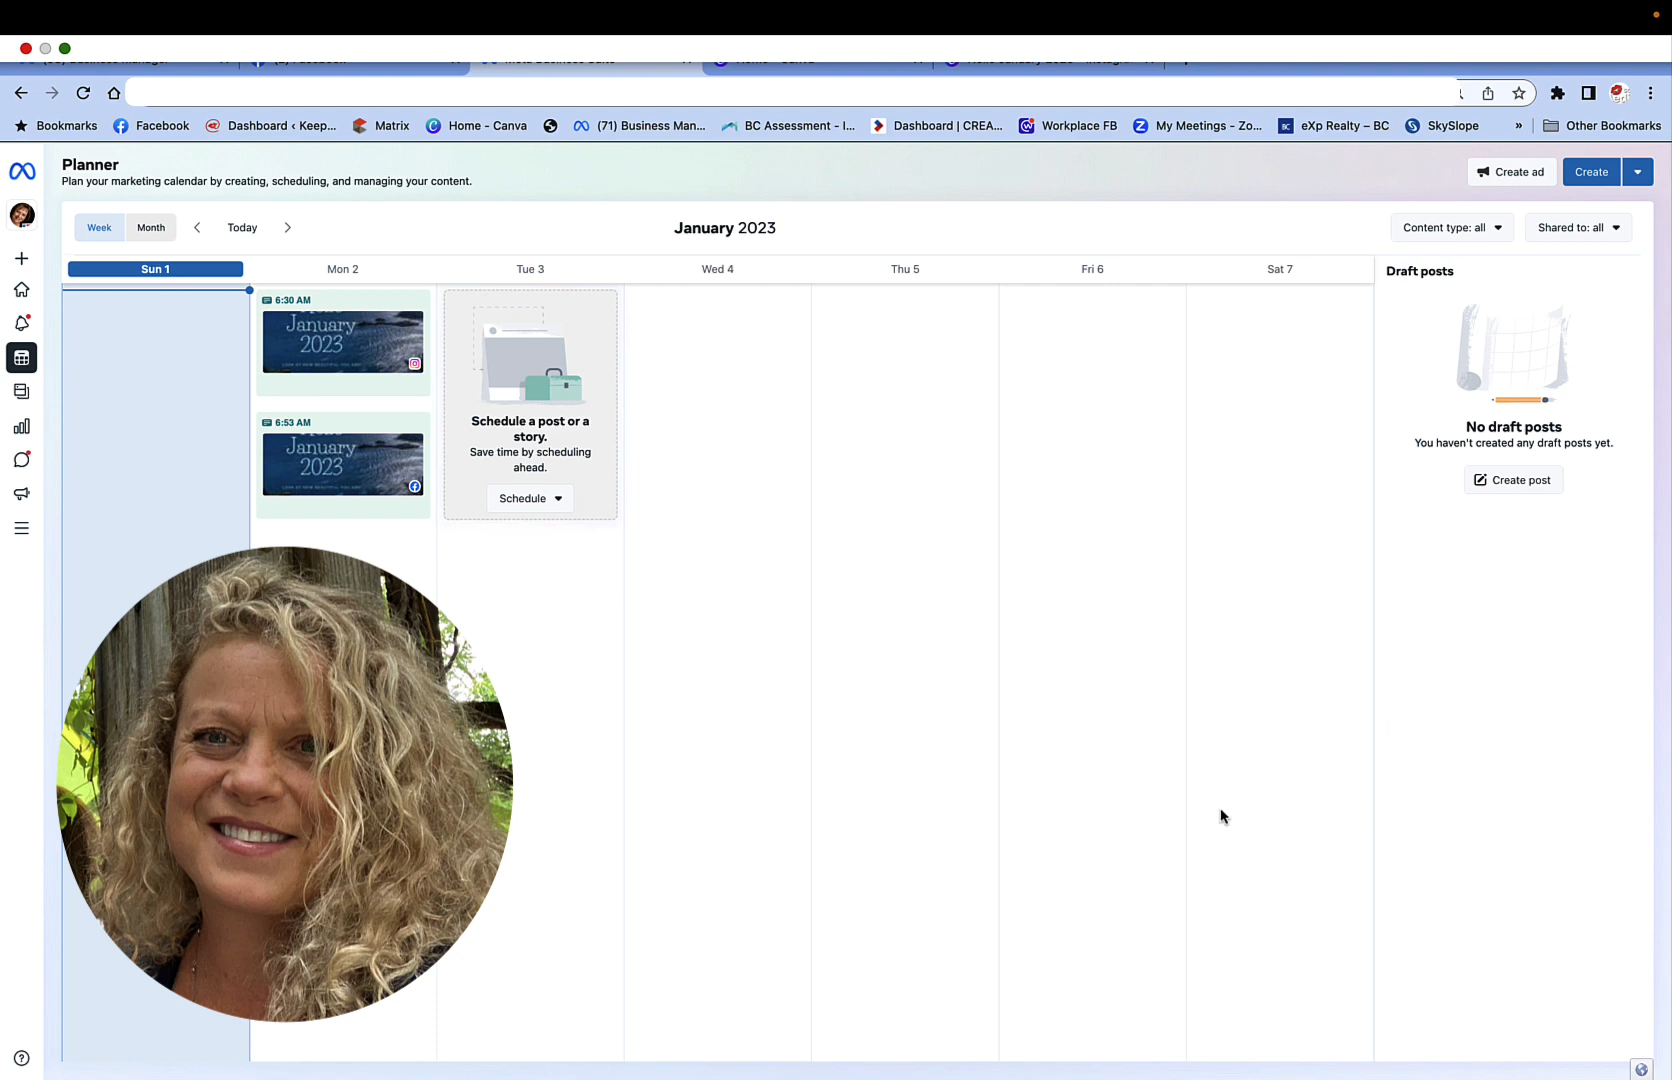 Bookmarks
Facebook
Dashboard ‹ Keep...
Matrix
Home - Canva
(71) Business Man...
BC Assessment - I...
Dashboard | CREA...
Workplace FB
My Meetings - Zo...
eXp Realty – BC
SkySlope
»
Other Bookmarks
Planner
Plan your marketing calendar by creating, scheduling, and managing your content.
Create ad
Create
Week
Month
Today
January 2023
Content type: all
Shared to: all
Sun 1
Mon 2
Tue 3
Wed 4
Thu 5
Fri 6
Sat 7
Draft posts
6:30 AM
January
2023
6:53 AM
January
2023
Schedule a post or a
story.
Save time by scheduling
ahead.
Schedule
No draft posts
You haven't created any draft posts yet.
Create post